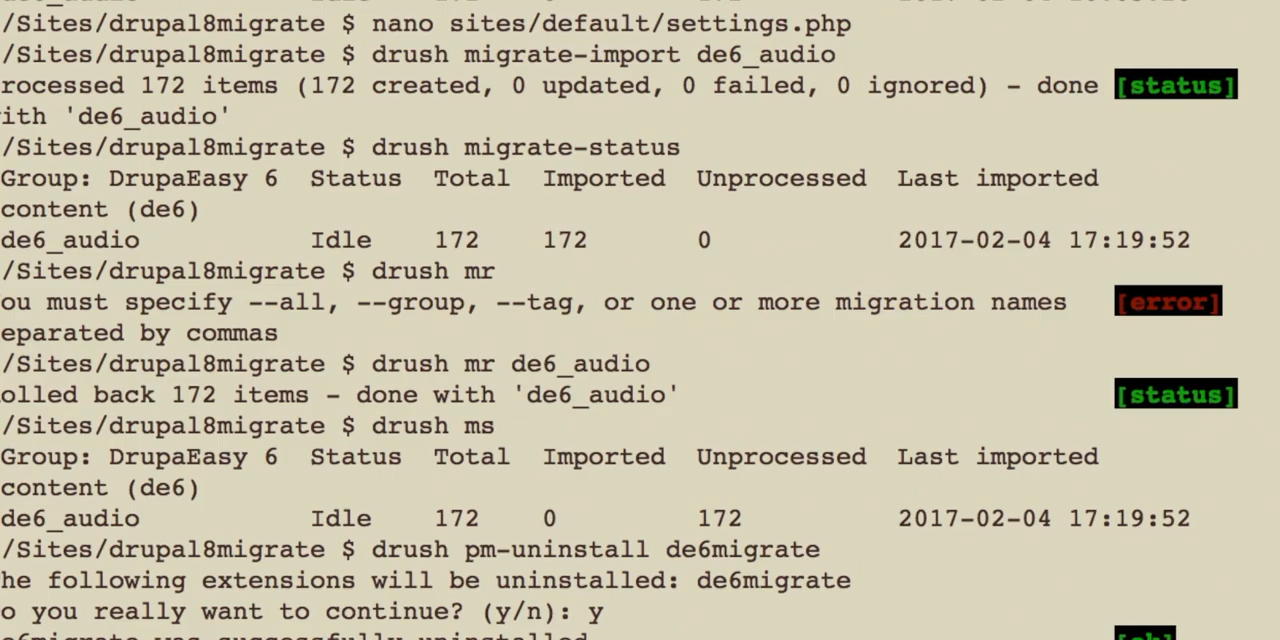 /Sites/drupal8migrate $ nano sites/default/settings.php
/Sites/drupal8migrate $ drush migrate-import de6_audio
rocessed 172 items (172 created, 0 updated, 0 failed, 0 ignored) - done [status]
ith 'de6_audio'
/Sites/drupal8migrate $ drush migrate-status
Group: DrupaEasy 6 Status Total Imported Unprocessed Last imported
content (de6)
de6_audio Idle 172 172 0 2017-02-04 17:19:52
/Sites/drupal8migrate $ drush mr
ou must specify --all, --group, --tag, or one or more migration names [error]
eparated by commas
/Sites/drupal8migrate $ drush mr de6_audio
olled back 172 items - done with 'de6_audio' [status]
/Sites/drupal8migrate $ drush ms
Group: DrupaEasy 6 Status Total Imported Unprocessed Last imported
content (de6)
de6_audio Idle 172 0 172 2017-02-04 17:19:52
/Sites/drupal8migrate $ drush pm-uninstall de6migrate
he following extensions will be uninstalled: de6migrate
o you really want to continue? (y/n): y
e6migrate was successfully uninstalled. [ok]